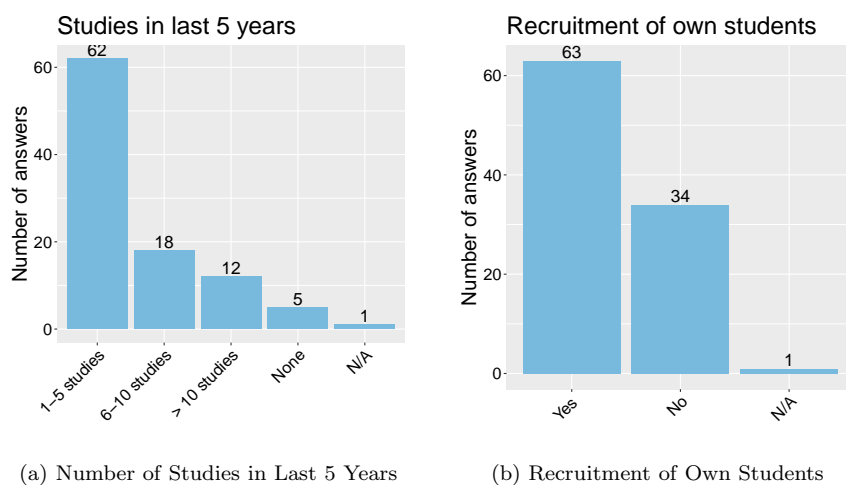 Studies in last 5 years
62
60
40
20
0
Number of answers
18
12
5
1
1−5 studies
6−10 studies
> 10 studies
None
N/A
(a) Number of Studies in Last 5 Years
Recruitment of own students
63
60
40
20
0
Number of answers
34
1
Yes
No
N/A
(b) Recruitment of Own Students